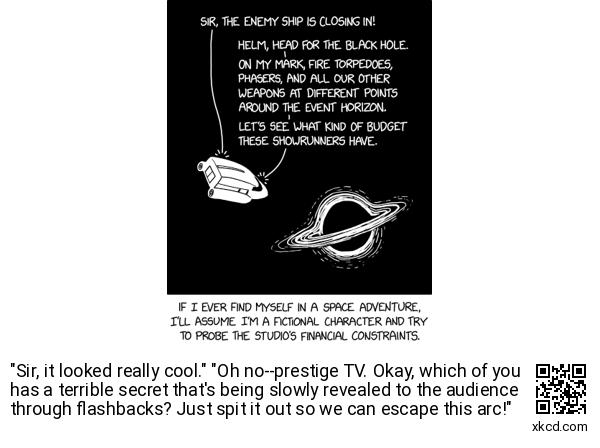 SIR, THE ENEMY SHIP IS CLOSING IN!
HELM, HEAD FOR THE BLACK HOLE.
ON MY MARK, FIRE TORPEDOES,
PHASERS, AND ALL OUR OTHER
WEAPONS AT DIFFERENT POINTS
AROUND THE EVENT HORIZON.
LET'S SEE WHAT KIND OF BUDGET
THESE SHOWRUNNERS HAVE.
IF I EVER FIND MYSELF IN A SPACE ADVENTURE,
I'LL ASSUME I'M A FICTIONAL CHARACTER AND TRY
TO PROBE THE STUDIO'S FINANCIAL CONSTRAINTS.
"Sir, it looked really cool." "Oh no--prestige TV. Okay, which of you
has a terrible secret that's being slowly revealed to the audience
through flashbacks? Just spit it out so we can escape this arc!"
xkcd.com